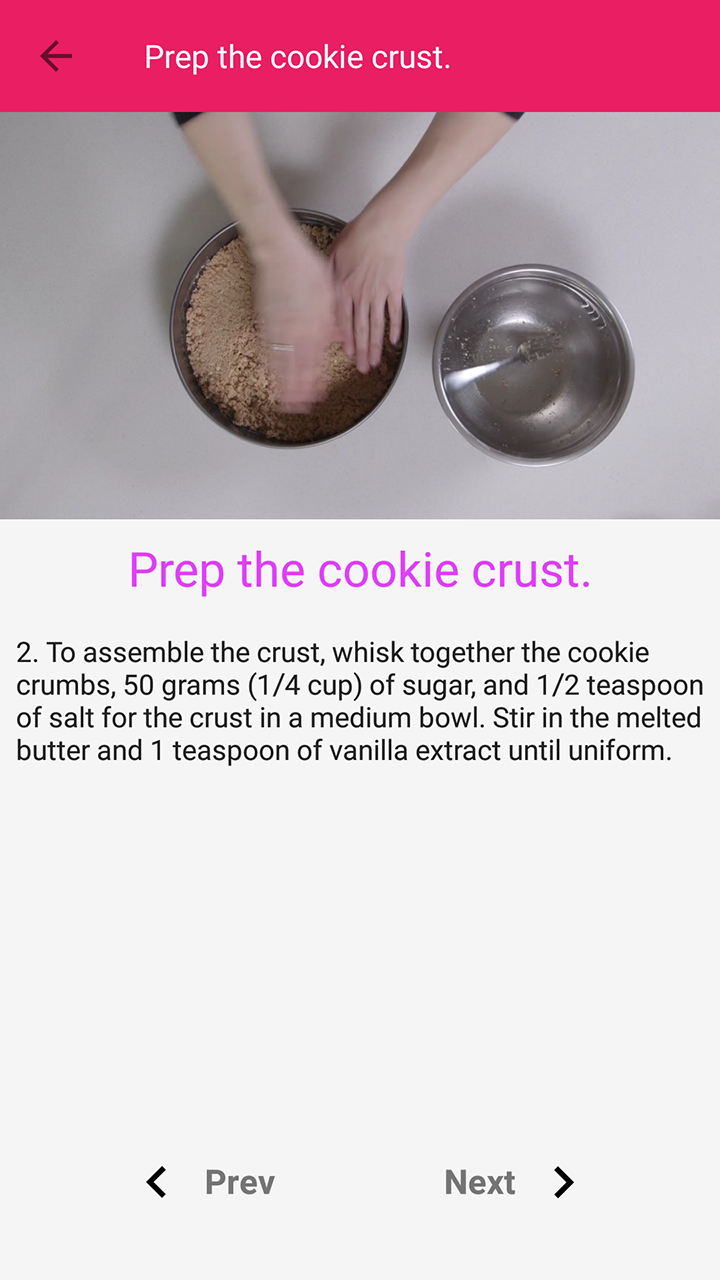 Prep the cookie crust.
Prep the cookie crust.
2. To assemble the crust, whisk together the cookie
crumbs, 50 grams (1/4 cup) of sugar, and 1/2 teaspoon
of salt for the crust in a medium bowl. Stir in the melted
butter and 1 teaspoon of vanilla extract until uniform.
Prev Next